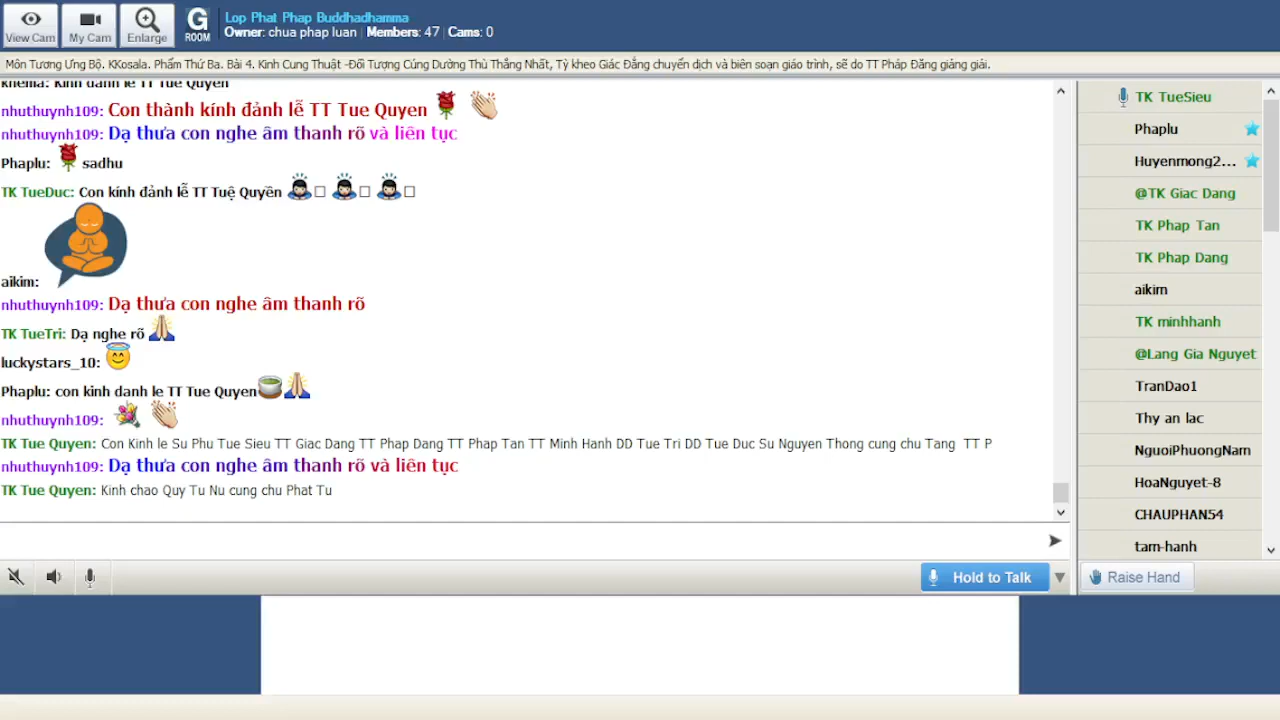 View Cam
My Cam
Enlarge
G
ROOM
Lop Phat Phap Buddhadhamma
Owner: chua phap luan | Members: 47 | Cams: 0
Môn Tương Ưng Bộ. KKosala. Phẩm Thứ Ba. Bài 4. Kinh Cung Thuật -Đối Tượng Cúng Dường Thù Thắng Nhất, Tỳ kheo Giác Đẳng chuyển dịch và biên soạn giáo trình, sẽ do TT Pháp Đăng giảng giải.
khema: Kinh danh le TT Tue Quyen
nhuthuynh109: Con thành kính đảnh lễ TT Tue Quyen
nhuthuynh109: Dạ thưa con nghe âm thanh rõ và liên tục
Phaplu: sadhu
TK TueDuc: Con kính đảnh lễ TT Tuệ Quyền
aikim:
nhuthuynh109: Dạ thưa con nghe âm thanh rõ
TK TueTri: Dạ nghe rõ
luckystars_10:
Phaplu: con kinh danh le TT Tue Quyen
nhuthuynh109:
TK Tue Quyen: Con Kinh le Su Phu Tue Sieu TT Giac Dang TT Phap Dang TT Phap Tan TT Minh Hanh DD Tue Tri DD Tue Duc Su Nguyen Thong cung chu Tang TT P
nhuthuynh109: Dạ thưa con nghe âm thanh rõ và liên tục
TK Tue Quyen: Kinh chao Quy Tu Nu cung chu Phat Tu
TK TueSieu
Phaplu
Huyenmong2...
@TK Giac Dang
TK Phap Tan
TK Phap Dang
aikim
TK minhhanh
@Lang Gia Nguyet
TranDao1
Thy an lac
NguoiPhuongNam
HoaNguyet-8
CHAUPHAN54
tam-hanh
Hold to Talk
Raise Hand